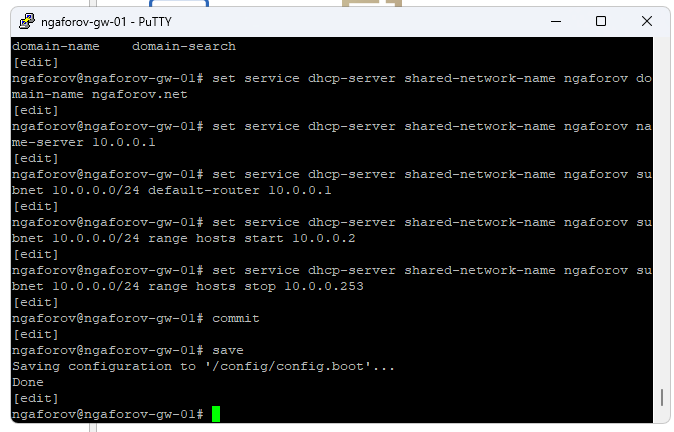 ngaforov-gw-01 - PuTTY
domain-name    domain-search
[edit]
ngaforov@ngaforov-gw-01# set service dhcp-server shared-network-name ngaforov do
main-name ngaforov.net
[edit]
ngaforov@ngaforov-gw-01# set service dhcp-server shared-network-name ngaforov na
me-server 10.0.0.1
[edit]
ngaforov@ngaforov-gw-01# set service dhcp-server shared-network-name ngaforov su
bnet 10.0.0.0/24 default-router 10.0.0.1
[edit]
ngaforov@ngaforov-gw-01# set service dhcp-server shared-network-name ngaforov su
bnet 10.0.0.0/24 range hosts start 10.0.0.2
[edit]
ngaforov@ngaforov-gw-01# set service dhcp-server shared-network-name ngaforov su
bnet 10.0.0.0/24 range hosts stop 10.0.0.253
[edit]
ngaforov@ngaforov-gw-01# commit
[edit]
ngaforov@ngaforov-gw-01# save
Saving configuration to '/config/config.boot'...
Done
[edit]
ngaforov@ngaforov-gw-01#